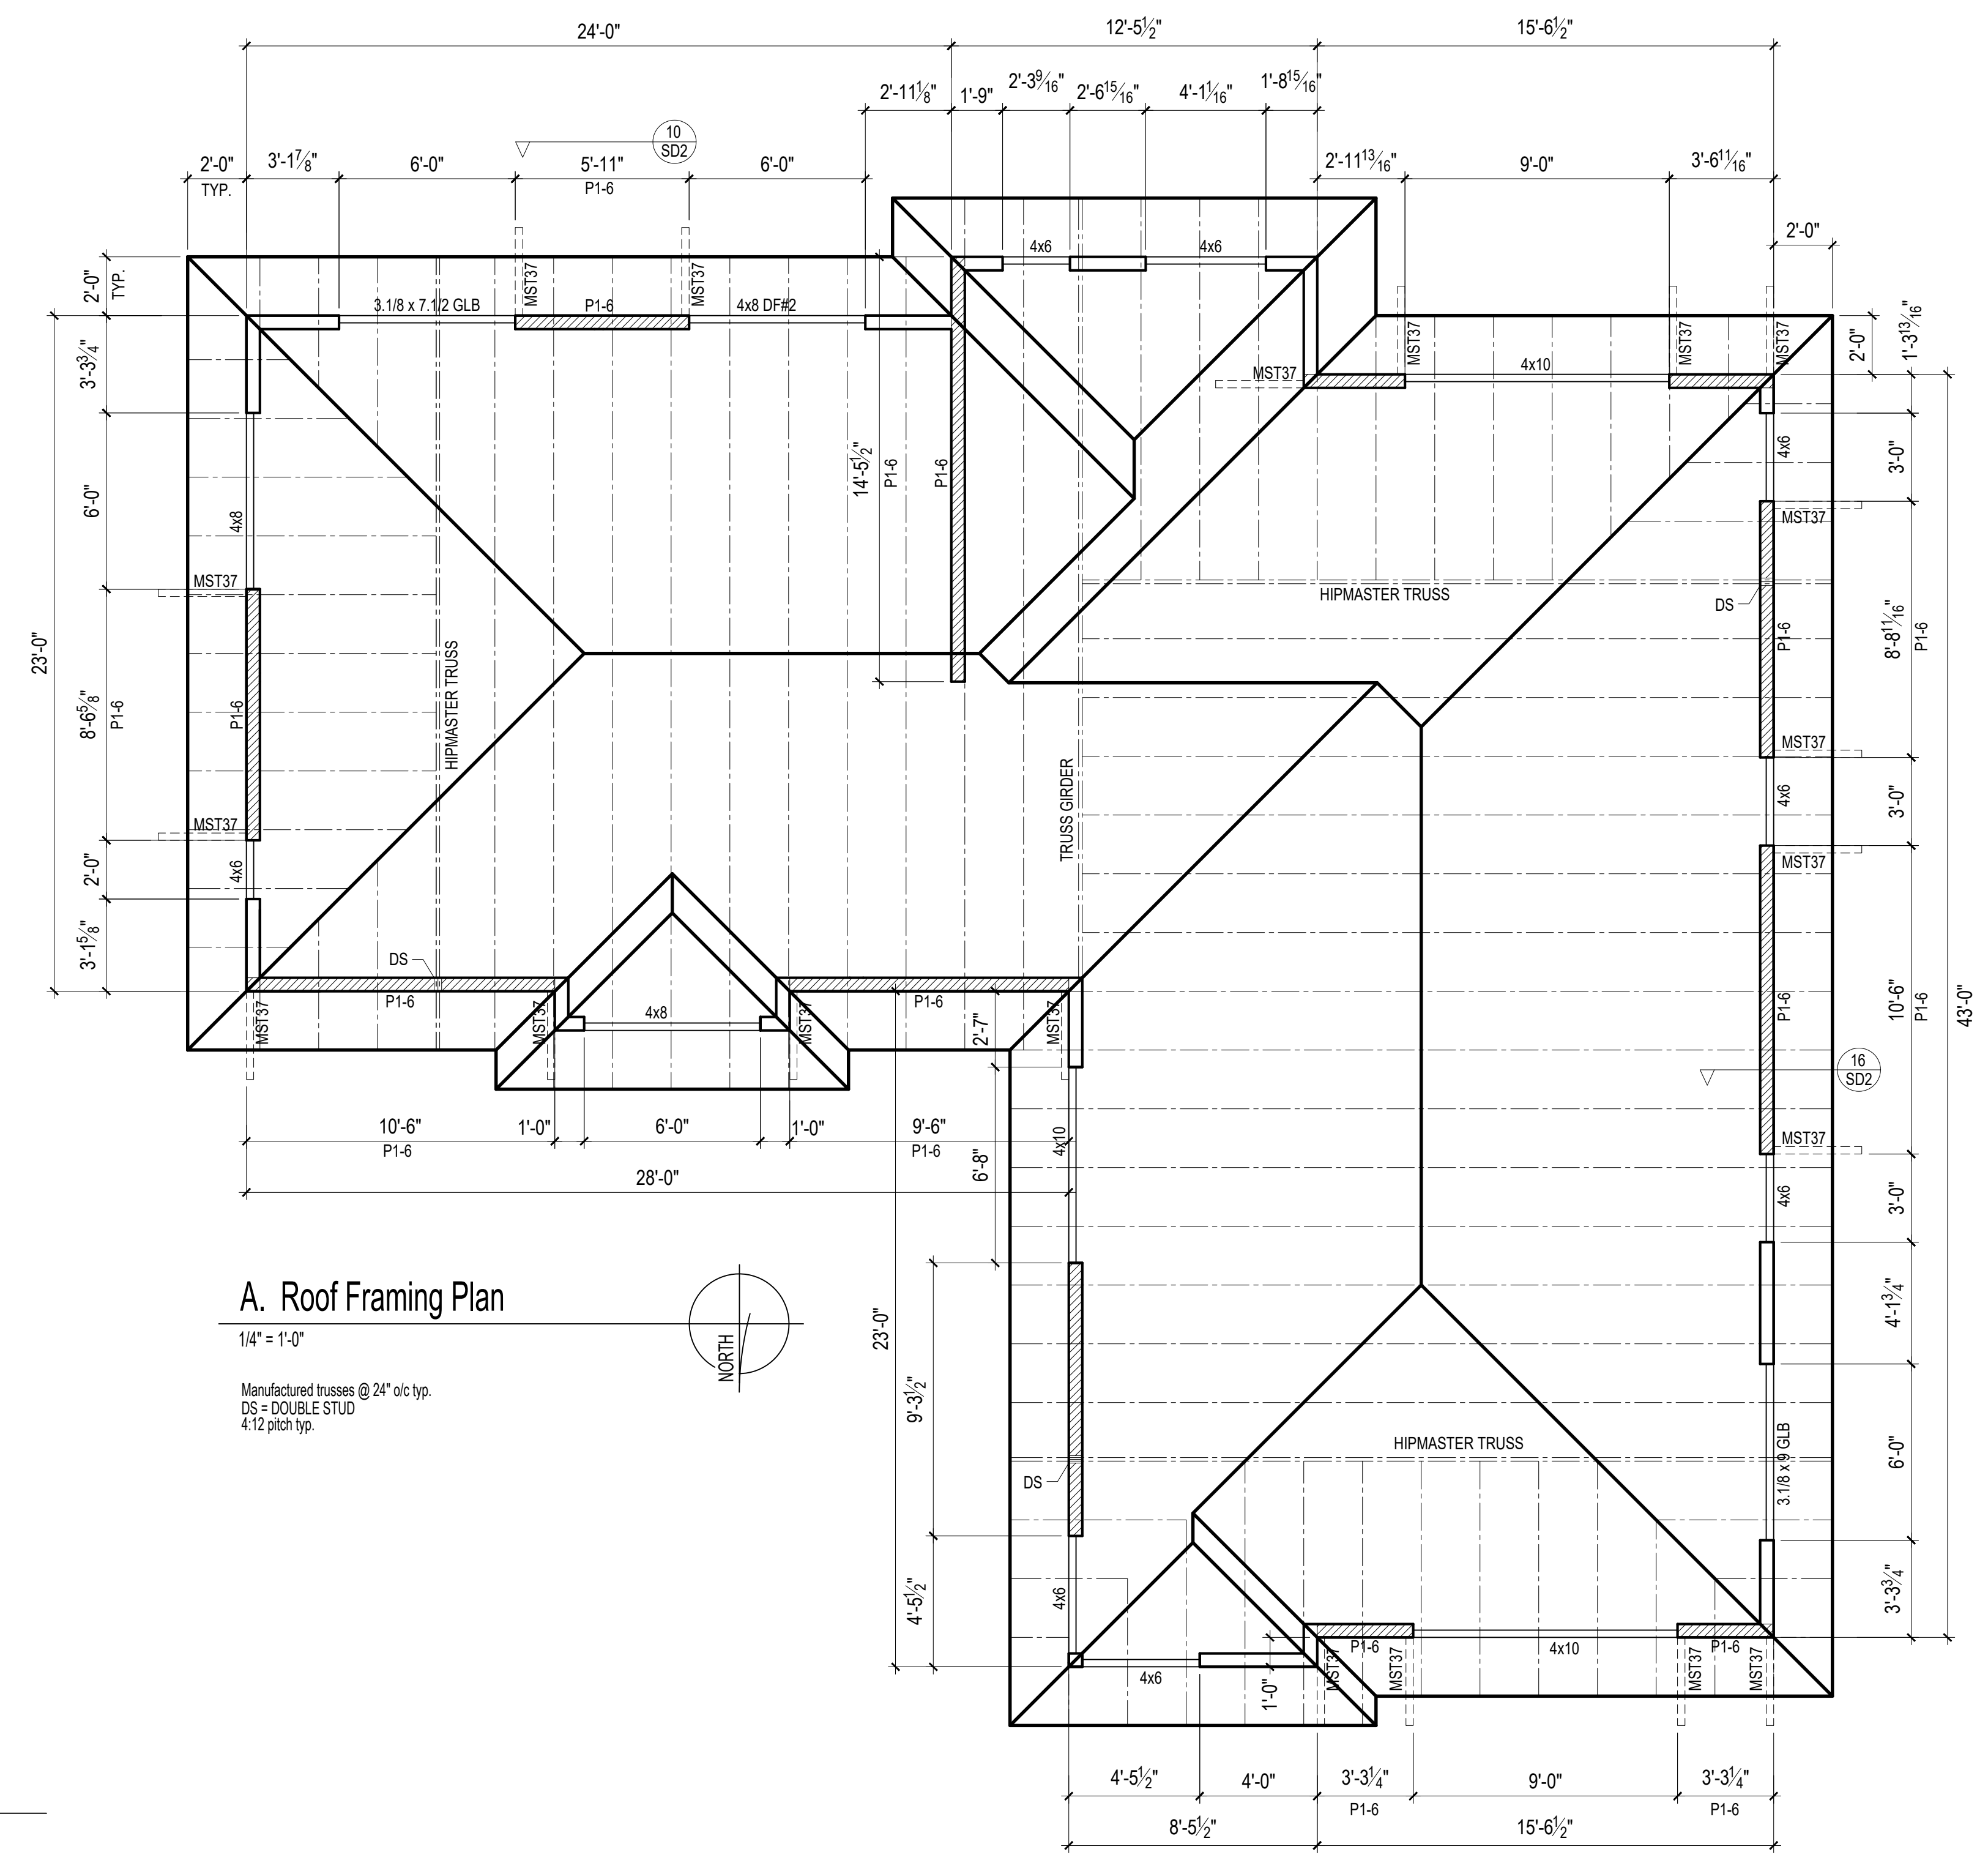 24'-0" 12'-5½" 15'-6½"
2'-11⅛" 1'-9" 2'-3⁹⁄₁₆" 2'-6¹⁵⁄₁₆" 4'-1¹⁄₁₆" 1'-8¹⁵⁄₁₆"
10
SD2
2'-0" 3'-1⅞" 6'-0" 5'-11" 6'-0" 2'-11¹³⁄₁₆" 9'-0" 3'-6¹¹⁄₁₆"
TYP. P1-6
2'-0"
4x6 4x6
2'-0" TYP.
MST37 MST37
3.1/8 x 7.1/2 GLB P1-6 4x8 DF#2
MST37 MST37 MST37 2'-0" 1'-3¹³⁄₁₆"
MST37 4x10
3'-3¾"
14'-5½" P1-6 P1-6
4x6 3'-0"
6'-0" 4x8
MST37
MST37
HIPMASTER TRUSS
DS
23'-0"
P1-6 8'-8¹¹⁄₁₆" P1-6
8'-6⅝" P1-6 P1-6
HIPMASTER TRUSS
MST37
TRUSS GIRDER
4x6 3'-0"
MST37
MST37
2'-0" 4x6
3'-1⅝"
DS
P1-6 P1-6
MST37 MST37 MST37 MST37
4x8
2'-7"
P1-6 10'-6" P1-6
43'-0"
16
SD2
10'-6" 1'-0" 6'-0" 1'-0" 9'-6"
P1-6 P1-6
4x10
6'-8"
MST37
28'-0"
4x6 3'-0"
A. Roof Framing Plan
1/4" = 1'-0"
NORTH
Manufactured trusses @ 24" o/c typ.
DS = DOUBLE STUD
4:12 pitch typ.
23'-0"
4'-1¾"
9'-3½"
HIPMASTER TRUSS
DS
3.1/8 x 9 GLB 6'-0"
4'-5½" 4x6
3'-3¾"
P1-6 4x10 P1-6
4x6
1'-0"
MST37 MST37 MST37 MST37
4'-5½" 4'-0" 3'-3¼" 9'-0" 3'-3¼"
P1-6 P1-6
8'-5½" 15'-6½"